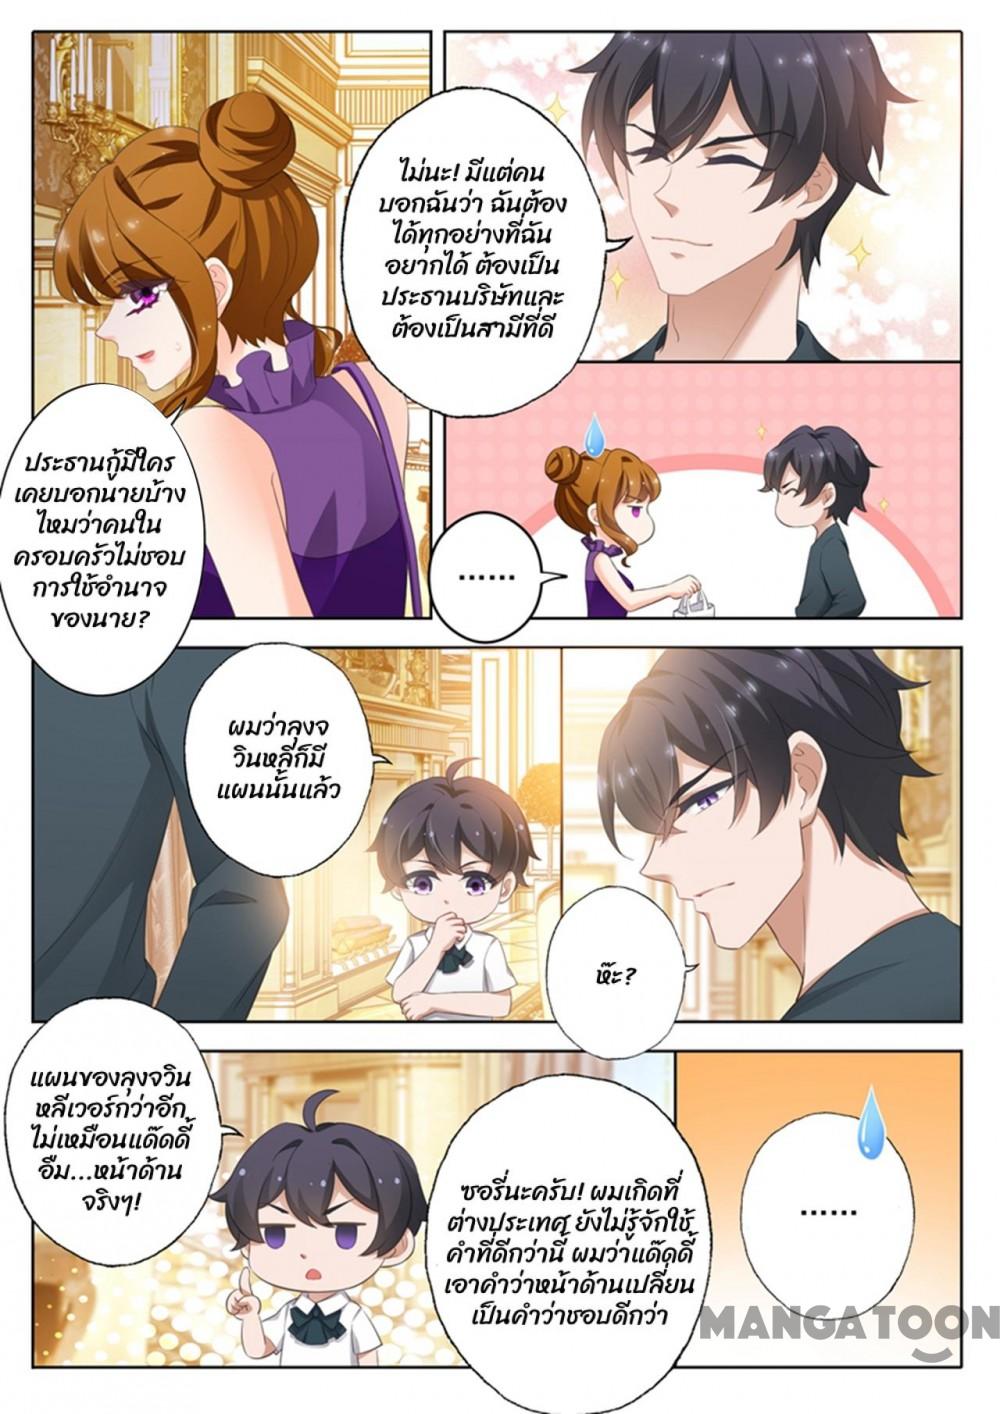 ประธานกู้มีใคร
เคยบอกนายบ้าง
ไหมว่าคนใน
ครอบครัวไม่ชอบ
การใช้อำนาจ
ของนาย?
ไม่นะ! มีแต่คน
บอกฉันว่า ฉันต้อง
ได้ทุกอย่างที่ฉัน
อยากได้ ต้องเป็น
ประธานบริษัทและ
ต้องเป็นสามีที่ดี
......
ผมว่าลุงจ
วินหลีก็มี
แผนนั้นแล้ว
ห๊ะ?
แผนของลุงจวิน
หลีเวอร์กว่าอีก
ไม่เหมือนแด๊ดดี้
อืม...หน้าด้าน
จริงๆ!
ซอรี่นะครับ! ผมเกิดที่
ต่างประเทศ ยังไม่รู้จักใช้
คำที่ดีกว่านี้ ผมว่าแด๊ดดี้
เอาคำว่าหน้าด้านเปลี่ยน
เป็นคำว่าชอบดีกว่า
......
MANGATOON